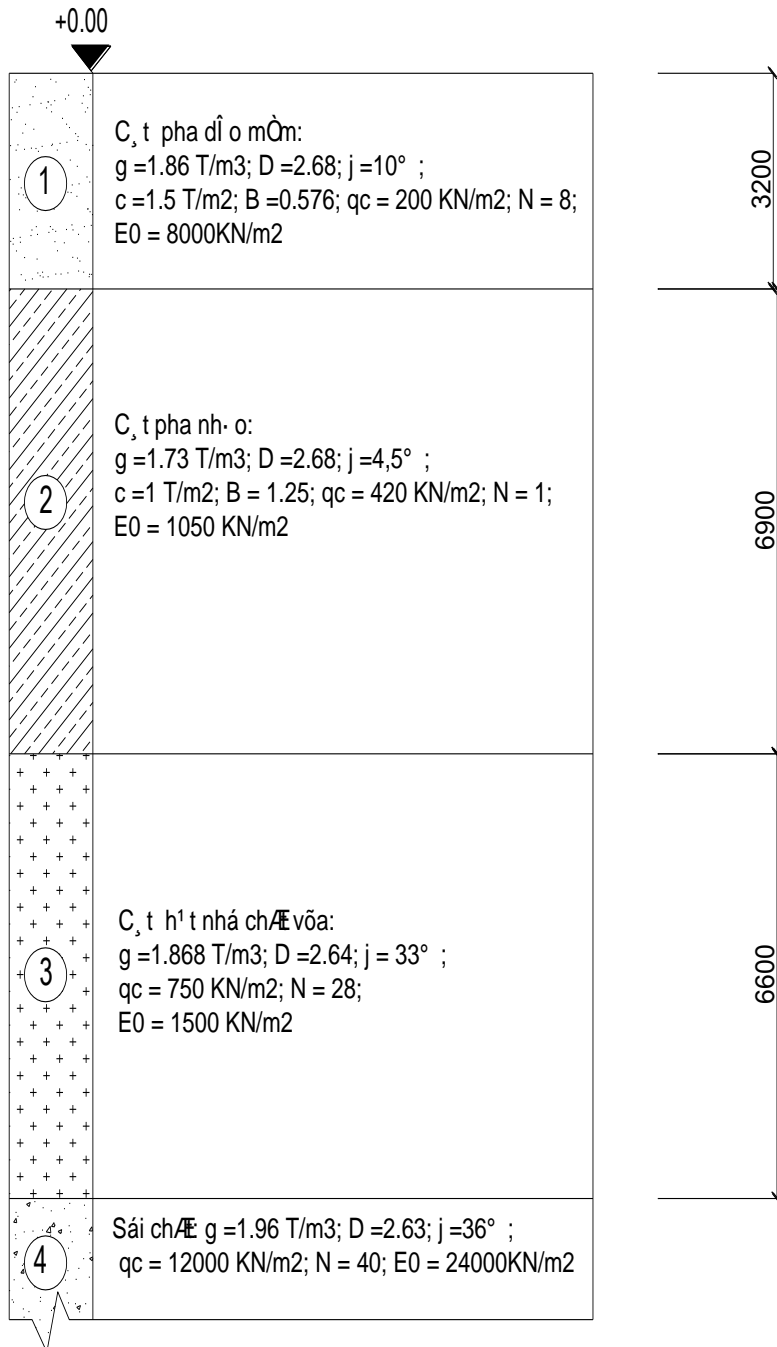 +0.00
1
C¸t pha dÎo mÒm:
g =1.86 T/m3; D =2.68; j =10° ;
c =1.5 T/m2; B =0.576; qc = 200 KN/m2; N = 8;
E0 = 8000KN/m2
3200
2
C¸t pha nh·o:
g =1.73 T/m3; D =2.68; j =4,5° ;
c =1 T/m2; B = 1.25; qc = 420 KN/m2; N = 1;
E0 = 1050 KN/m2
6900
3
C¸t h¹t nhá chÆt võa:
g =1.868 T/m3; D =2.64; j = 33° ;
qc = 750 KN/m2; N = 28;
E0 = 1500 KN/m2
6600
4
Sái chÆt: g =1.96 T/m3; D =2.63; j =36° ;
qc = 12000 KN/m2; N = 40; E0 = 24000KN/m2